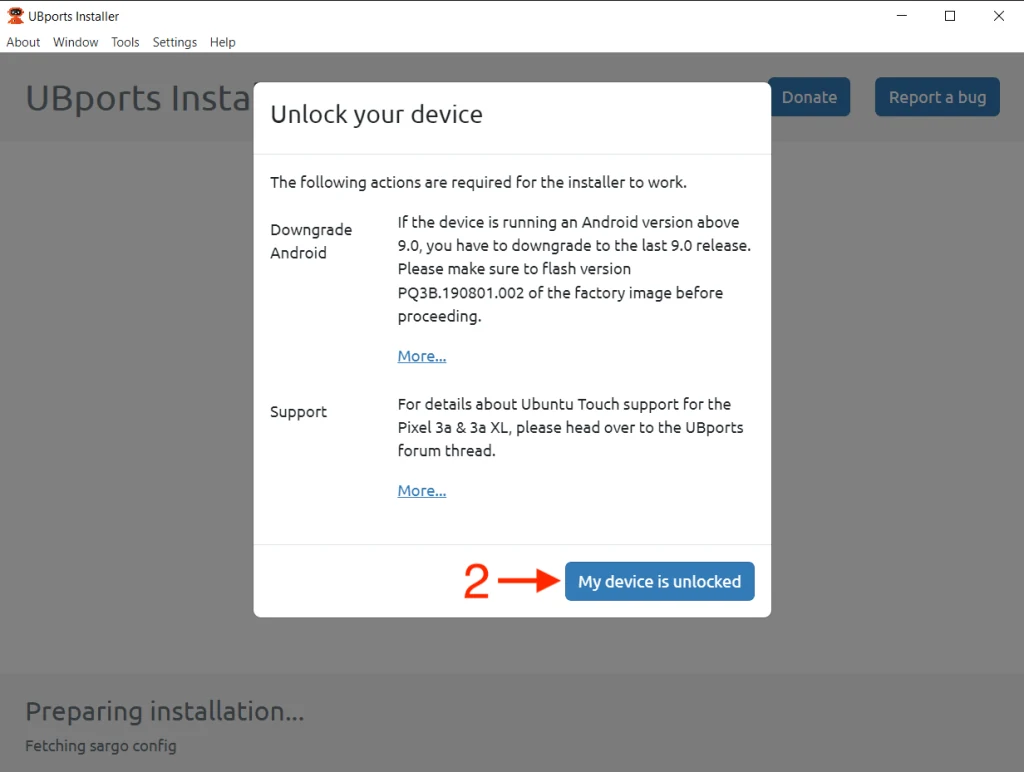 UBports Installer
About Window Tools Settings Help
UBports Insta
Donate
Report a bug
Unlock your device
The following actions are required for the installer to work.
Downgrade
Android
If the device is running an Android version above
9.0, you have to downgrade to the last 9.0 release.
Please make sure to flash version
PQ3B.190801.002 of the factory image before
proceeding.
More...
Support
For details about Ubuntu Touch support for the
Pixel 3a & 3a XL, please head over to the UBports
forum thread.
More...
2
My device is unlocked
Preparing installation...
Fetching sargo config